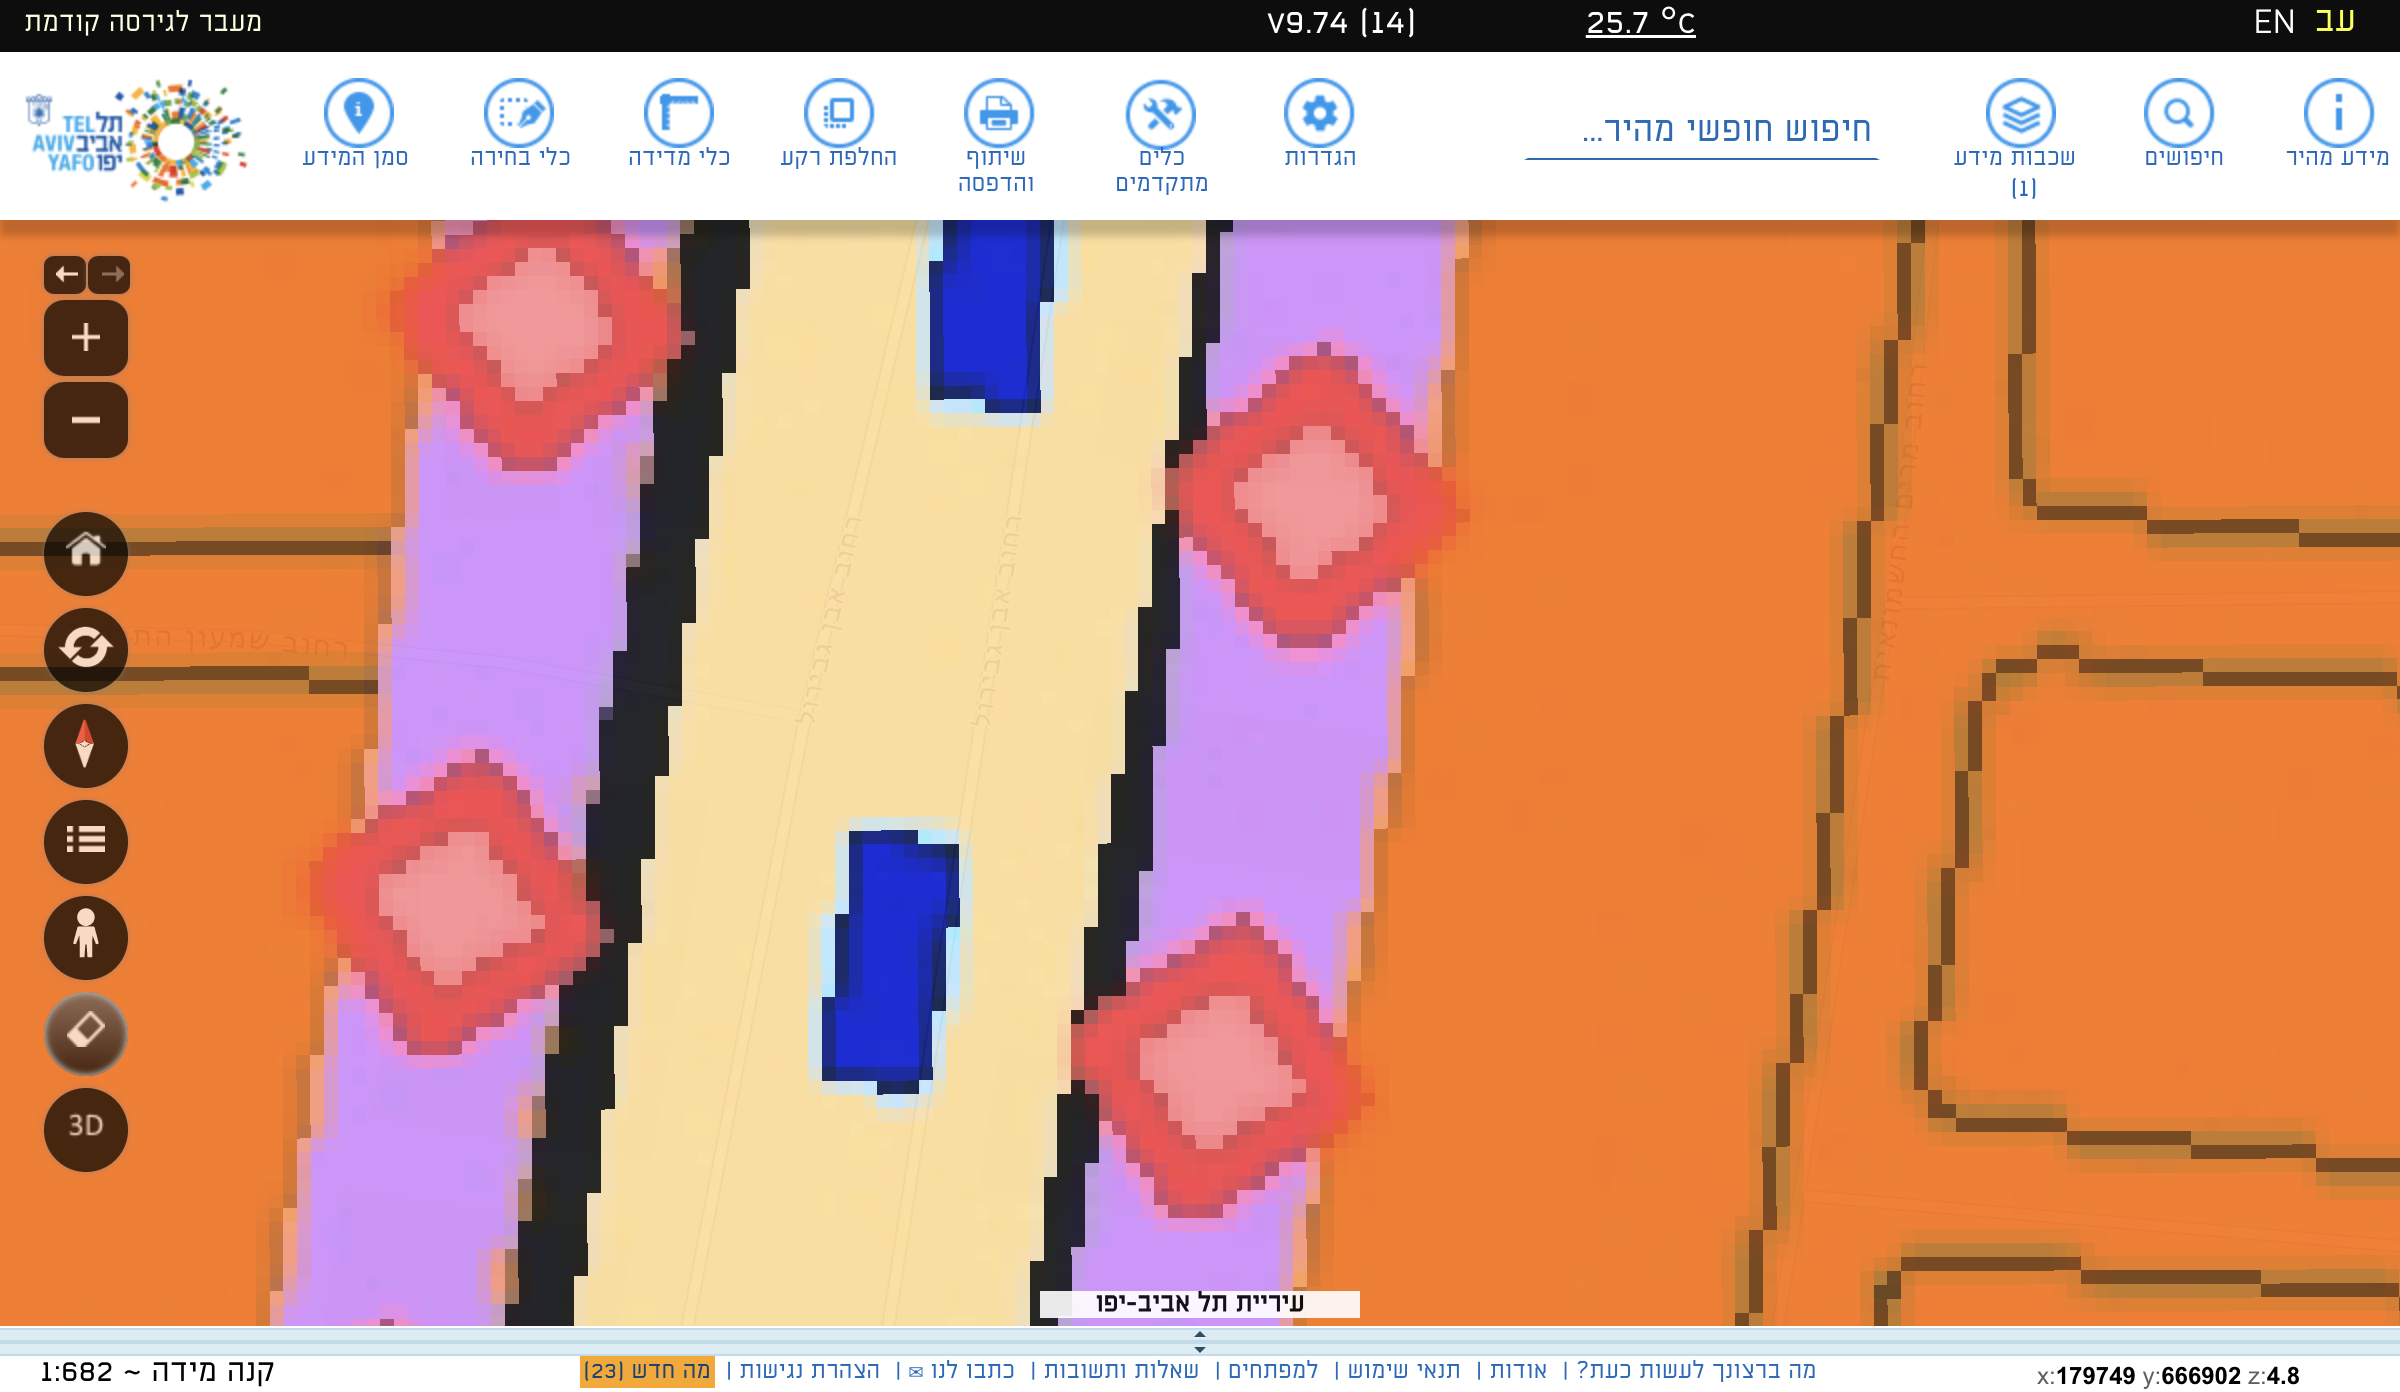 מעבר לגירסה קודמת
V9.74 (14)
25.7 °C
EN עב
TEL AVIV YAFO
תל אביב יפו
סמן המידע
כלי בחירה
כלי מדידה
החלפת רקע
שיתוף והדפסה
כלים מתקדמים
הגדרות
חיפוש חופשי מהיר...
שכבות מידע (1)
חיפושים
מידע מהיר
רחוב שמעון הת
רחוב אבן גבירול
רחוב אבן גבירול
רחוב מרים החשמונאית
3D
עיריית תל אביב-יפו
קנה מידה ~ 1:682
מה ברצונך לעשות כעת? | אודות | תנאי שימוש | למפתחים | שאלות ותשובות | כתבו לנו ✉ | הצהרת נגישות | מה חדש (23)
x:179749 y:666902 z:4.8